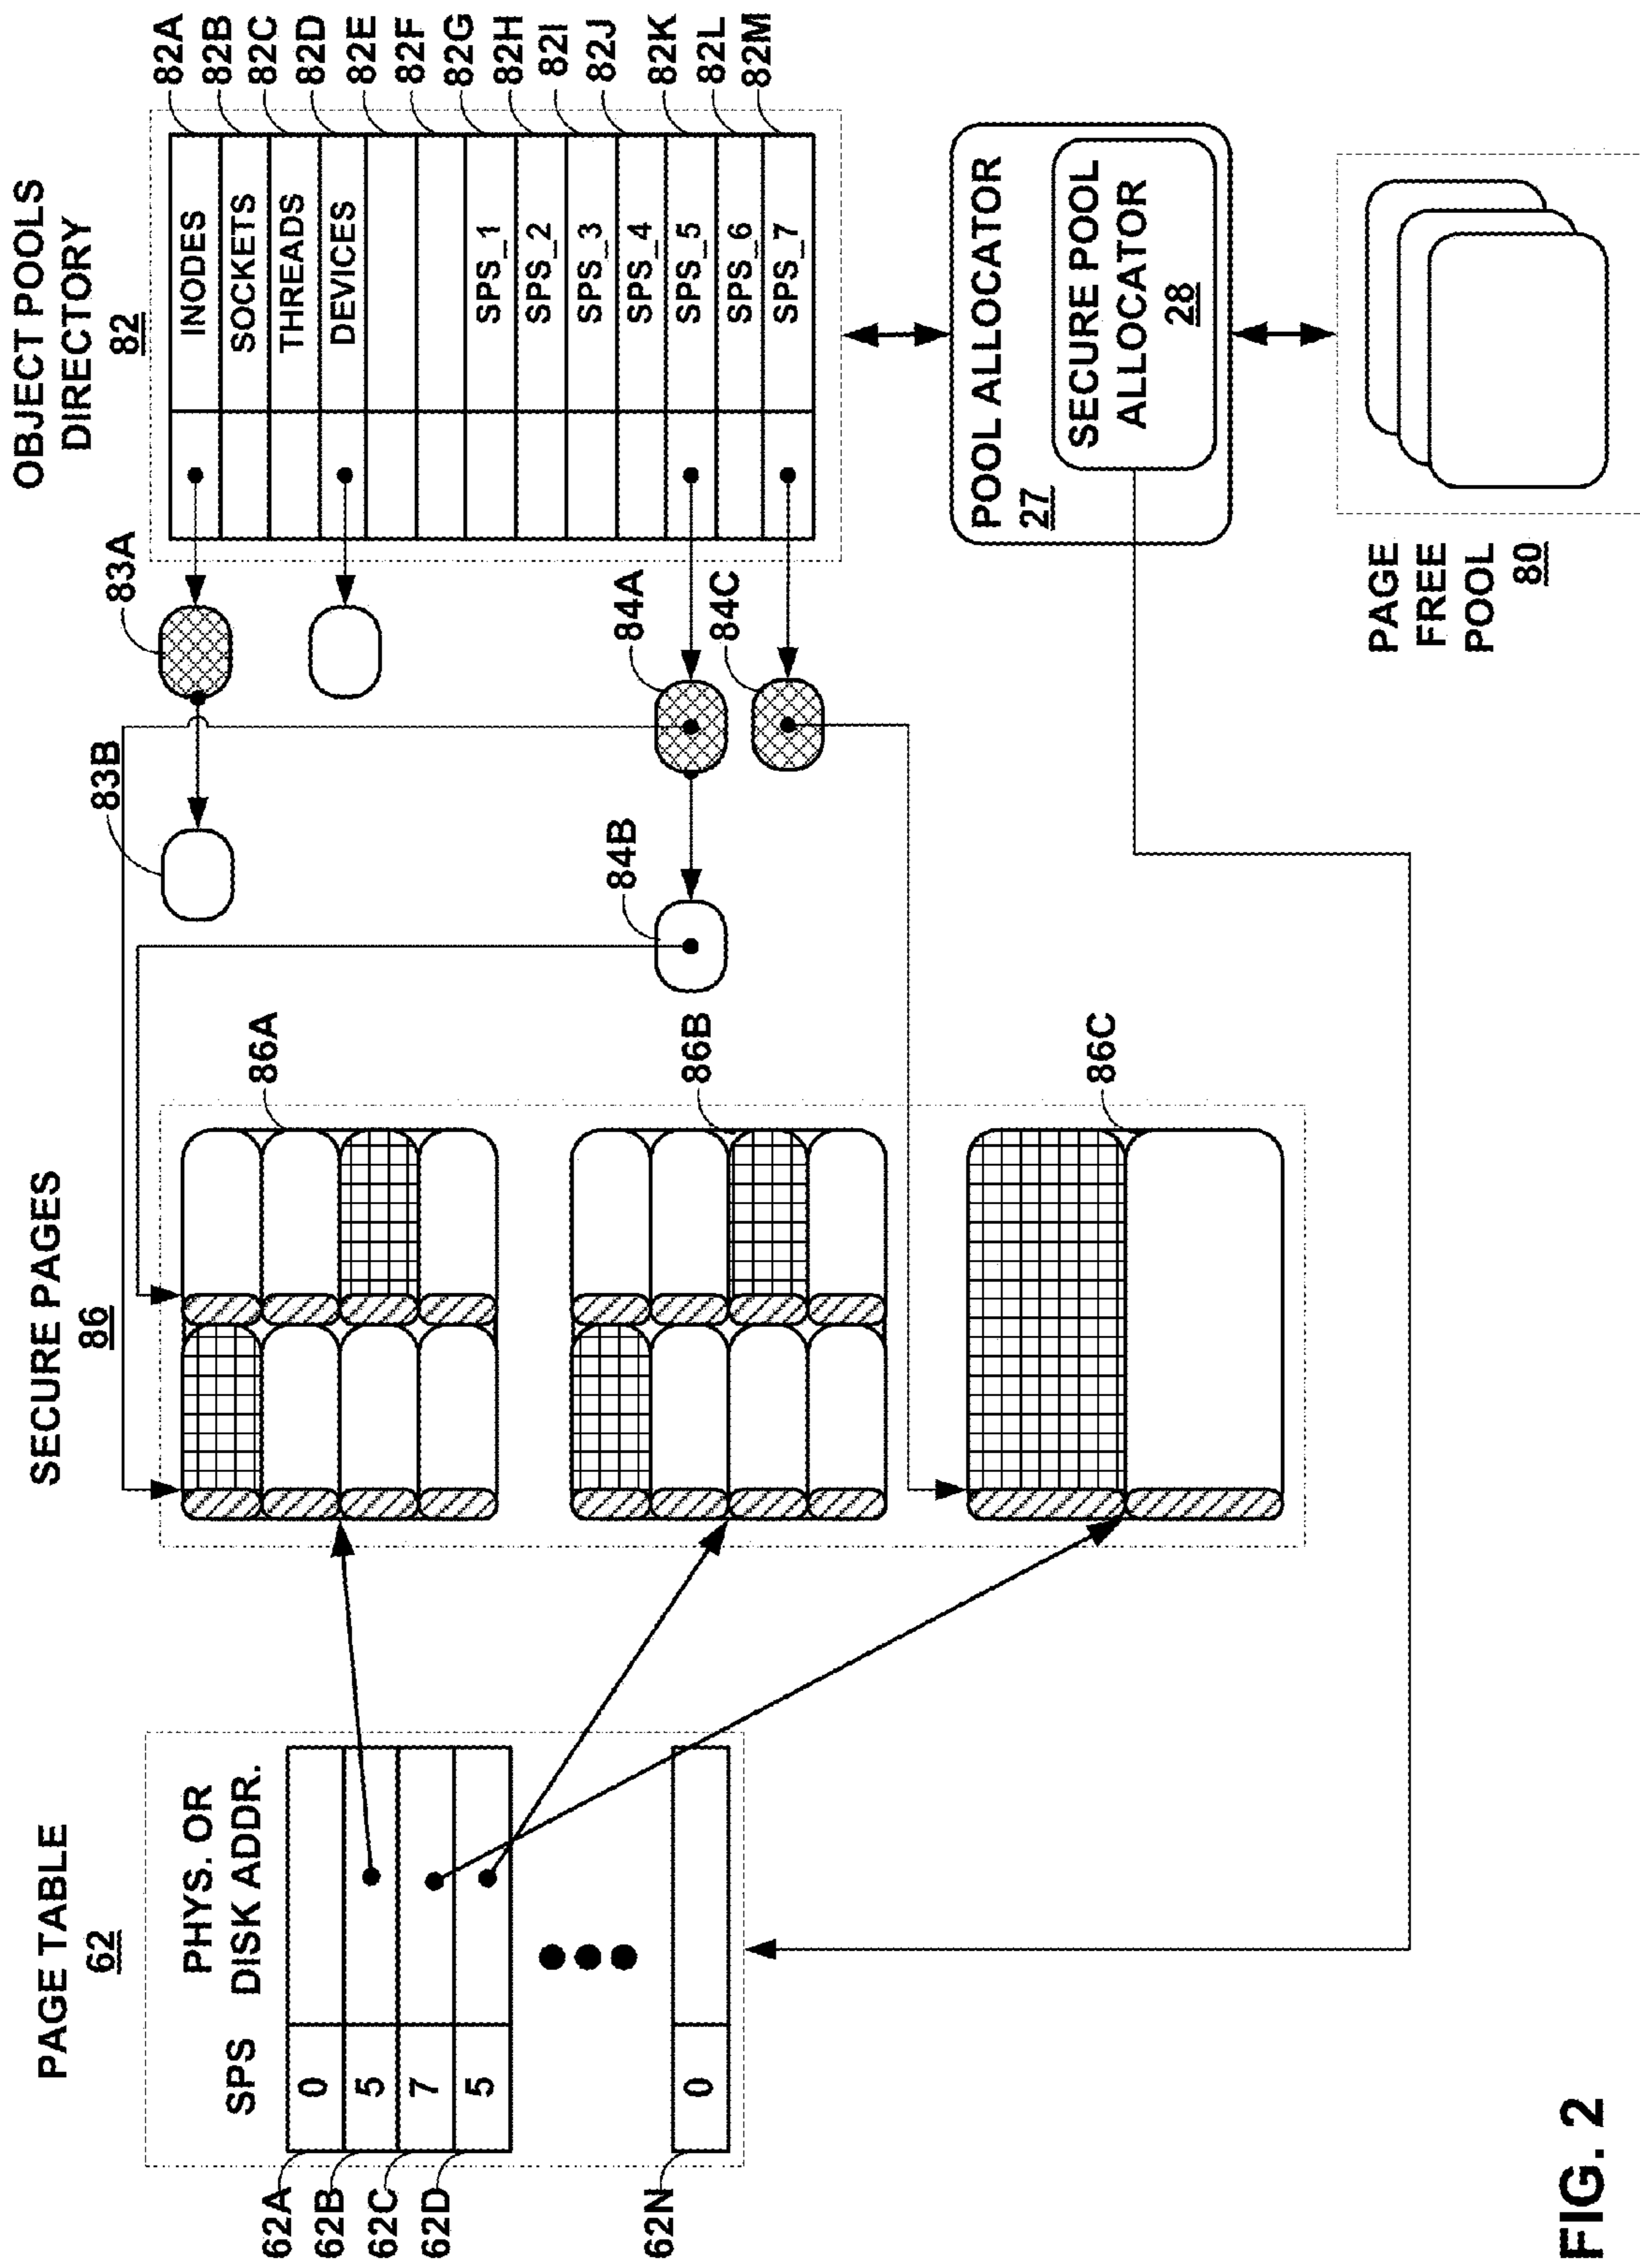 PAGE TABLE
62
SPS
PHYS. OR
DISK ADDR.
62A
0
62B
5
62C
7
62D
5
62N
0
SECURE PAGES
86
86A
86B
86C
83B
83A
84B
84A
84C
OBJECT POOLS
DIRECTORY
82
INODES
82A
SOCKETS
82B
THREADS
82C
DEVICES
82D
82E
82F
SPS_1
82G
SPS_2
82H
SPS_3
82I
SPS_4
82J
SPS_5
82K
SPS_6
82L
SPS_7
82M
POOL ALLOCATOR
27
SECURE POOL
ALLOCATOR
28
PAGE
FREE
POOL
80
FIG. 2